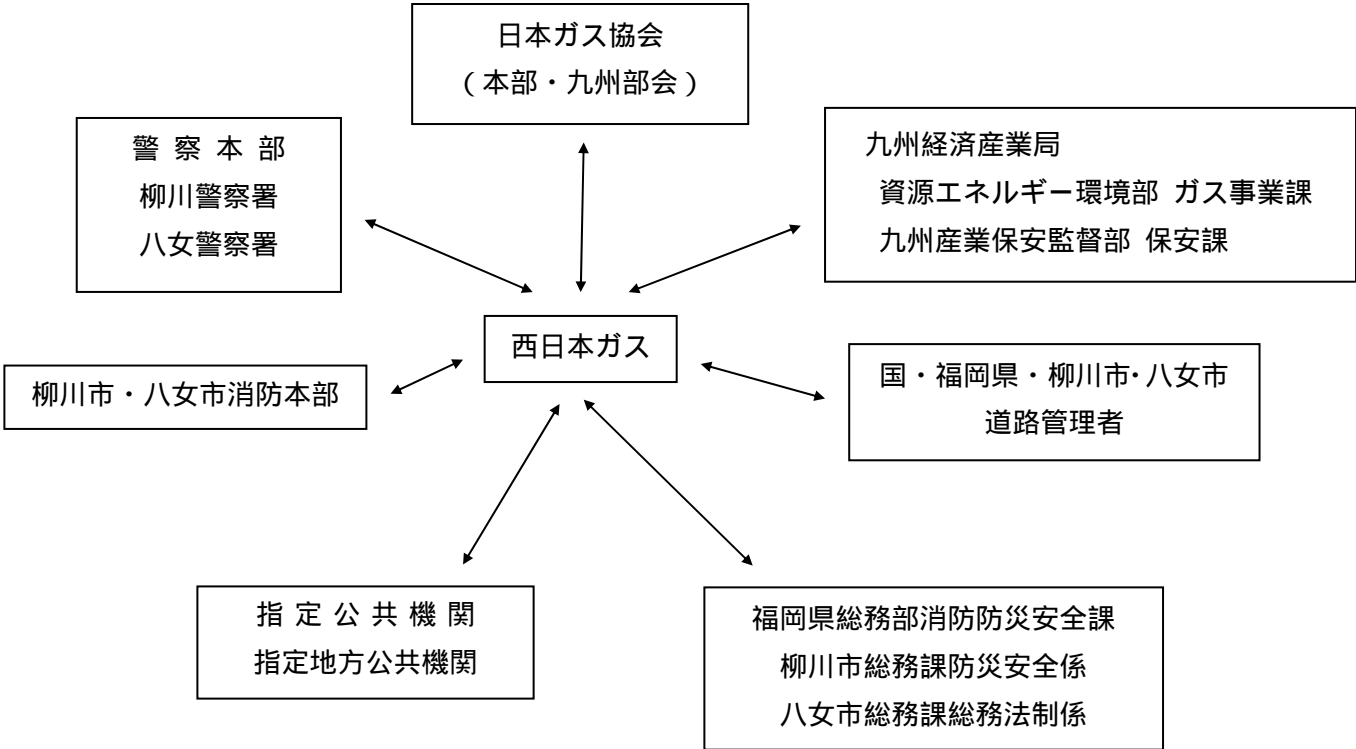 日本ガス協会
（本部・九州部会）
警 察 本 部
柳川警察署
八女警察署
九州経済産業局
資源エネルギー環境部 ガス事業課
九州産業保安監督部 保安課
西日本ガス
柳川市・八女市消防本部
国・福岡県・柳川市・八女市
道路管理者
指 定 公 共 機 関
指定地方公共機関
福岡県総務部消防防災安全課
柳川市総務課防災安全係
八女市総務課総務法制係